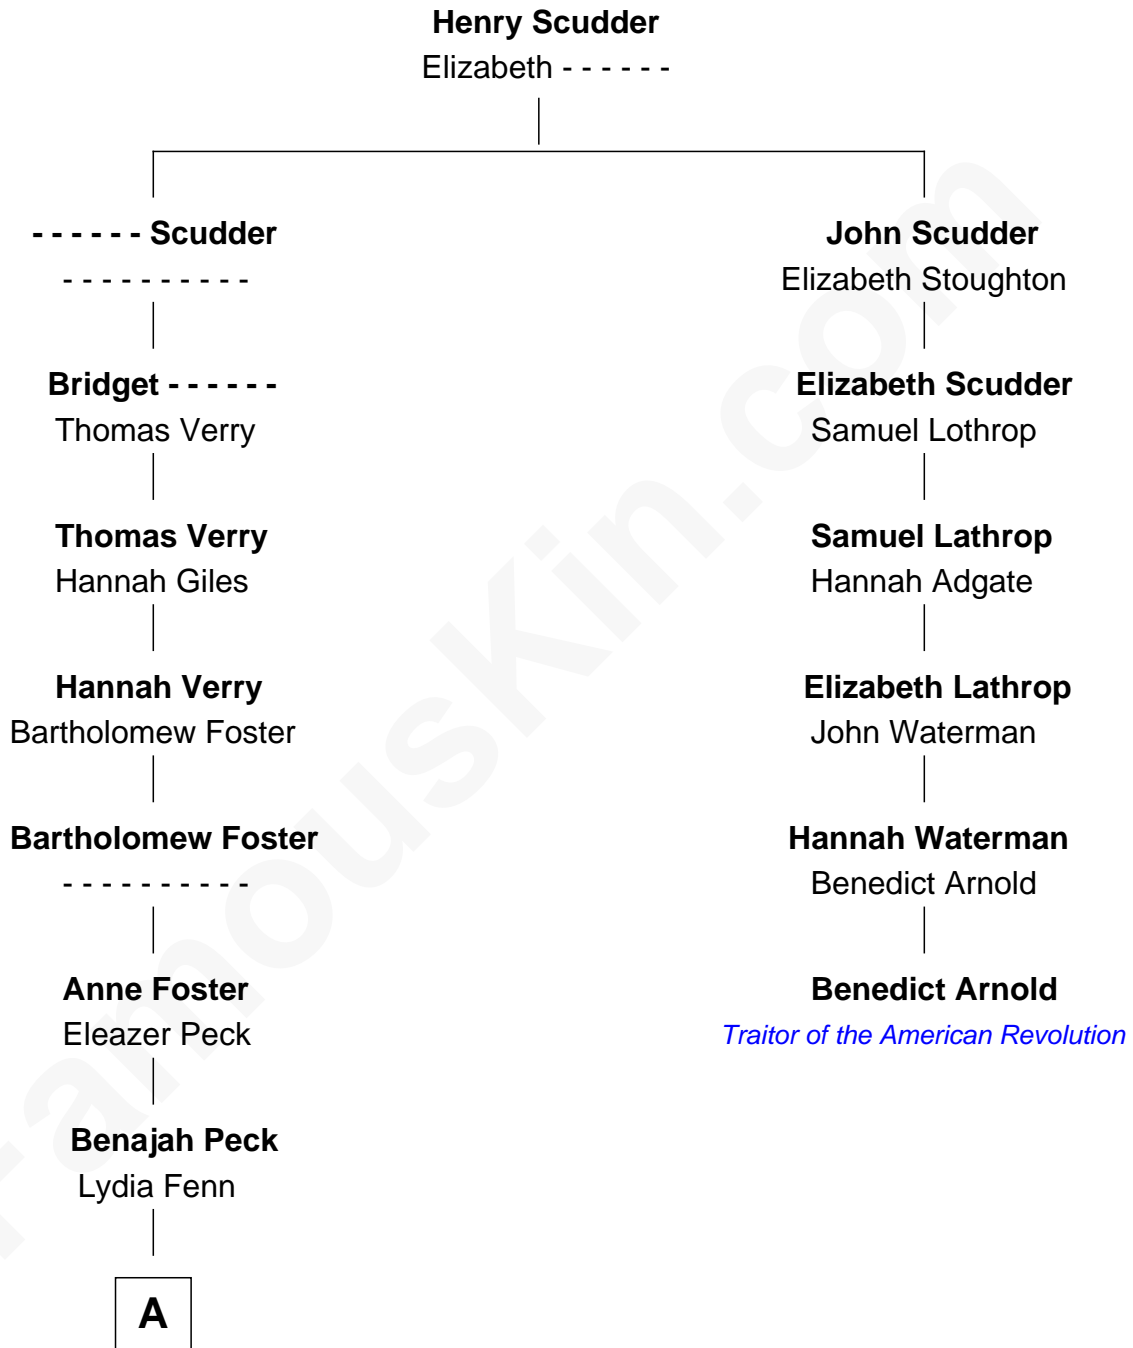 Henry Scudder
Elizabeth - - - - - -
- - - - - - Scudder
- - - - - - - - - -
John Scudder
Elizabeth Stoughton
Bridget - - - - - -
Thomas Verry
Elizabeth Scudder
Samuel Lothrop
Thomas Verry
Hannah Giles
Samuel Lathrop
Hannah Adgate
Hannah Verry
Bartholomew Foster
Elizabeth Lathrop
John Waterman
Bartholomew Foster
- - - - - - - - - -
Hannah Waterman
Benedict Arnold
Anne Foster
Eleazer Peck
Benedict Arnold
Traitor of the American Revolution
Benajah Peck
Lydia Fenn
A
FamousKin.com